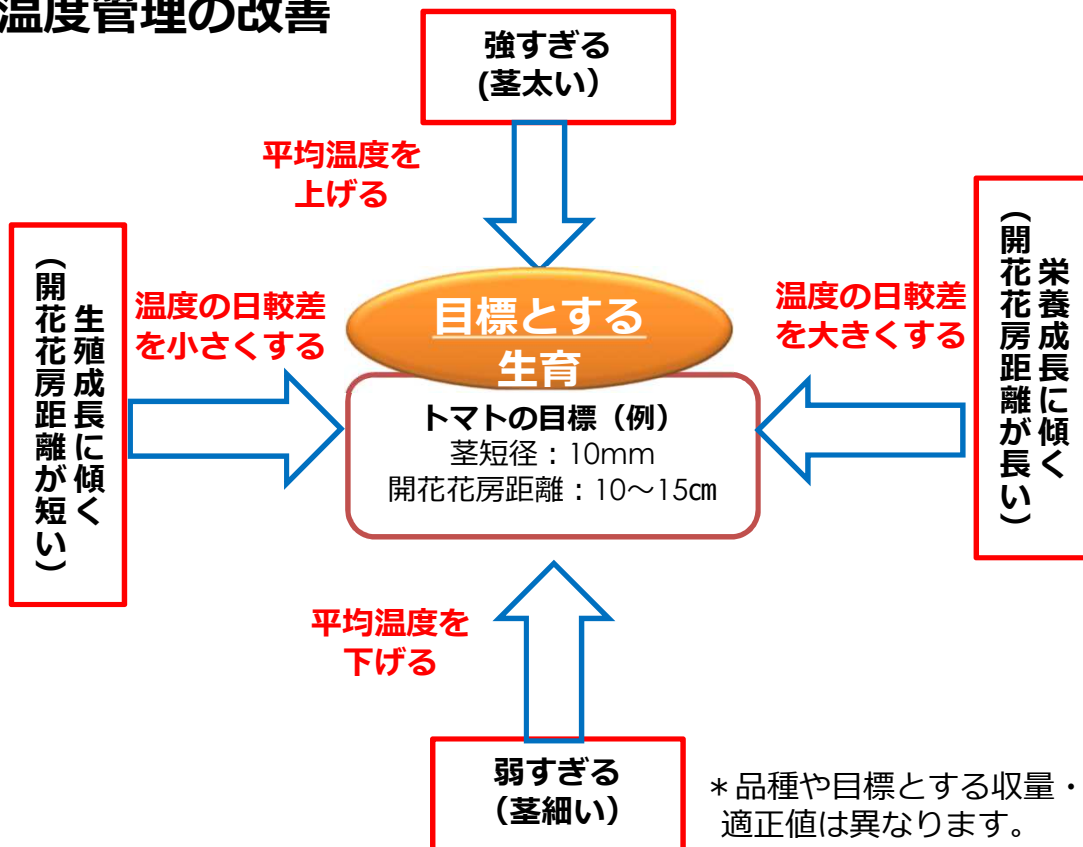 温度管理の改善
強すぎる
(茎太い）
平均温度を
上げる
生殖成長に傾く
（開花花房距離が短い）
温度の日較差
を小さくする
目標とする
生育
トマトの目標（例）
茎短径：10mm
開花花房距離：10～15㎝
温度の日較差
を大きくする
栄養成長に傾く
（開花花房距離が長い）
平均温度を
下げる
弱すぎる
（茎細い）
＊品種や目標とする収量・
適正値は異なります。